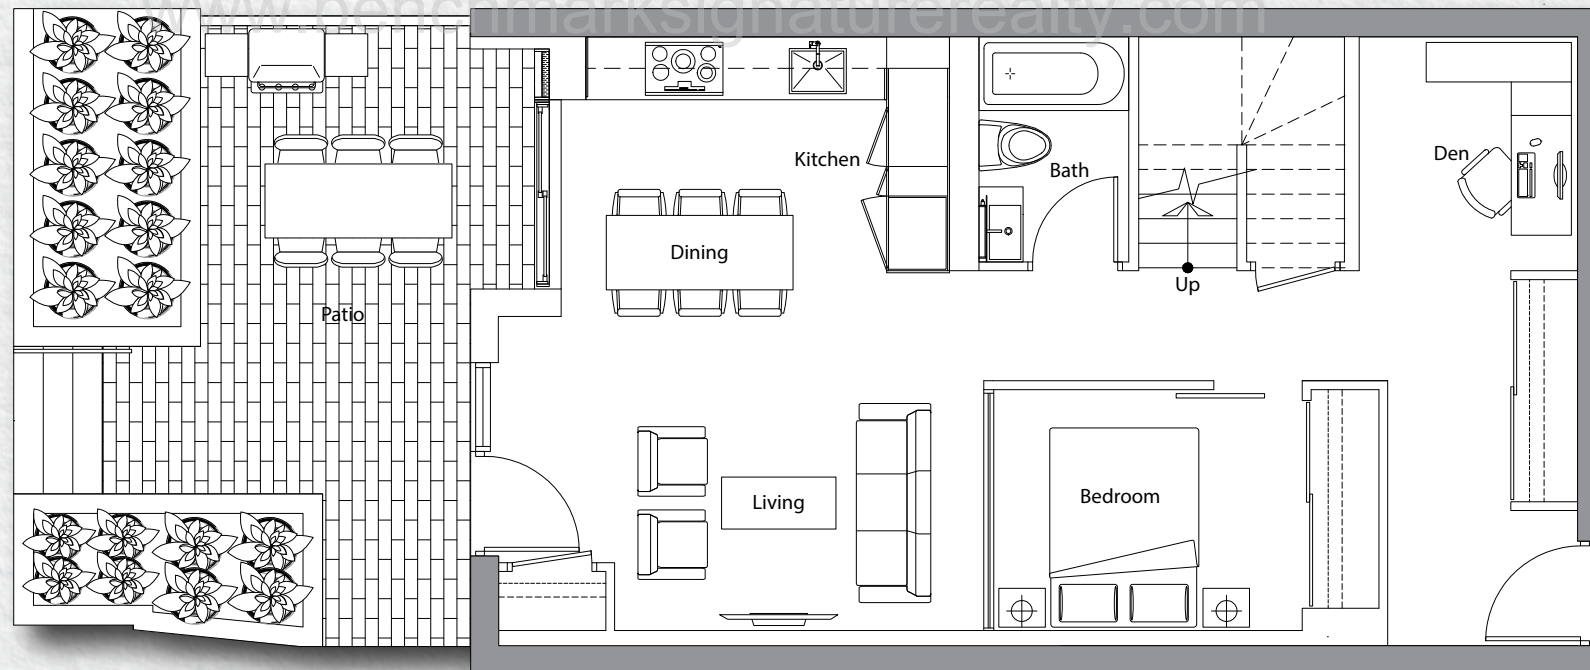 www.benchmarksignaturerealty.com
Kitchen
Bath
Den
Dining
Up
Patio
Living
Bedroom